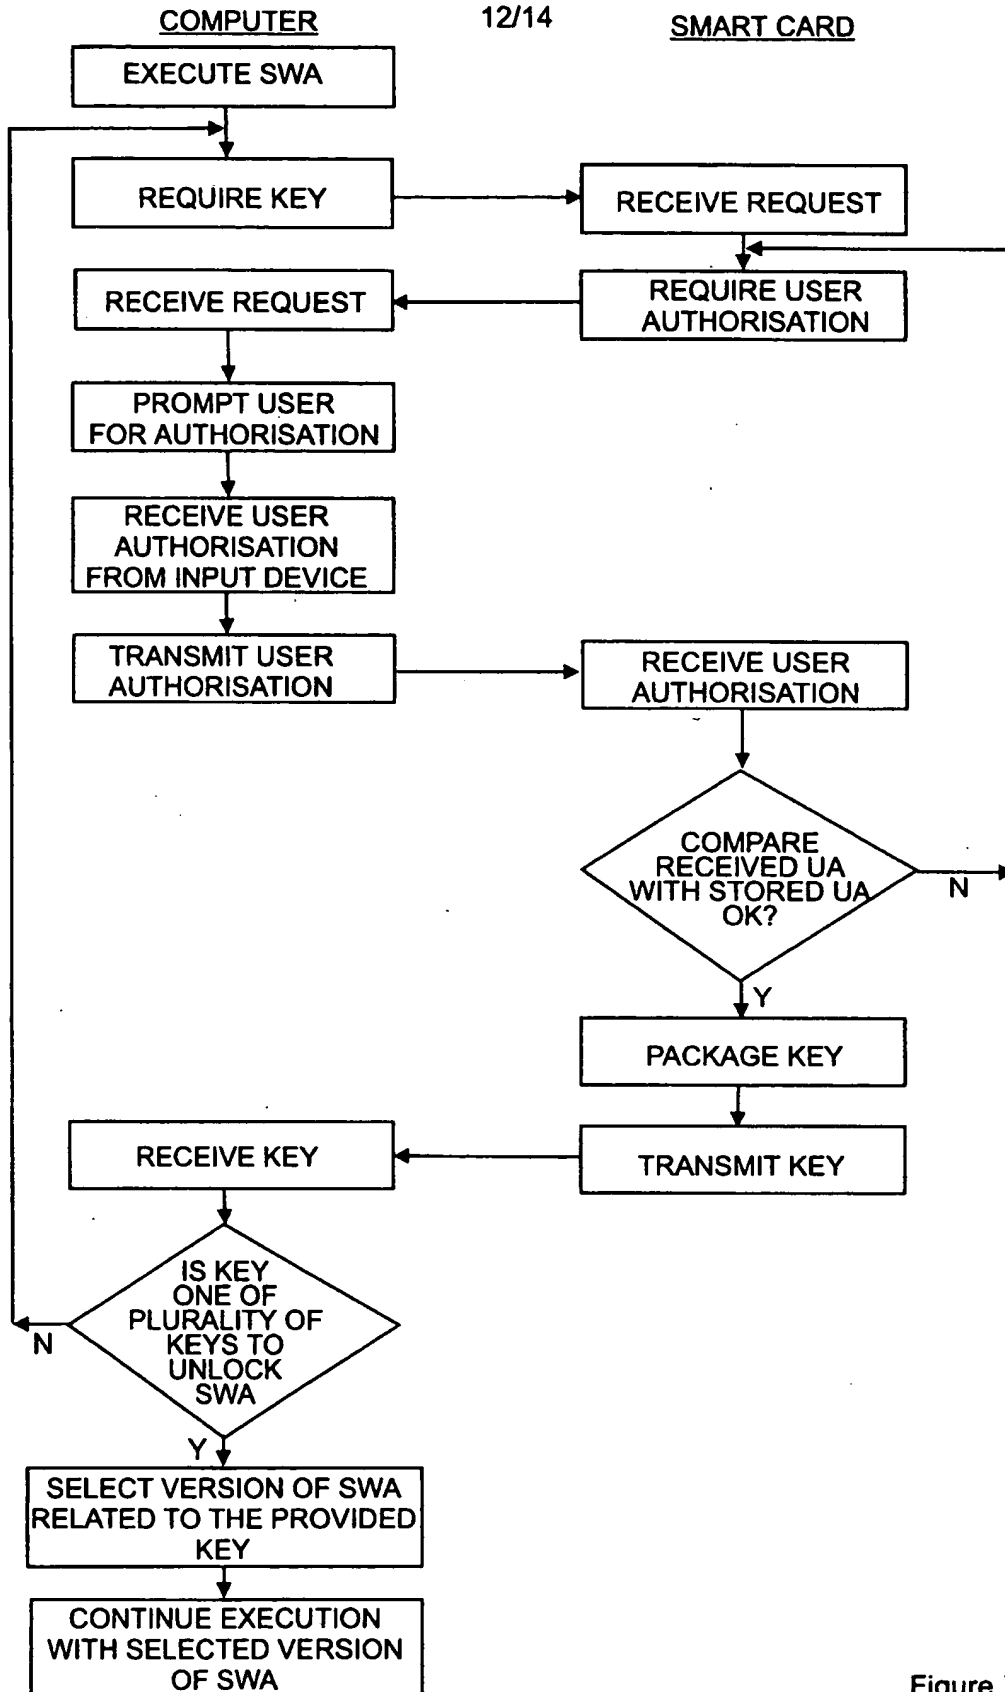 COMPUTER
12/14
SMART CARD
EXECUTE SWA
REQUIRE KEY
RECEIVE REQUEST
REQUIRE USER
AUTHORISATION
RECEIVE REQUEST
PROMPT USER
FOR AUTHORISATION
RECEIVE USER
AUTHORISATION
FROM INPUT DEVICE
TRANSMIT USER
AUTHORISATION
RECEIVE USER
AUTHORISATION
COMPARE
RECEIVED UA
WITH STORED UA
OK?
N
Y
PACKAGE KEY
TRANSMIT KEY
RECEIVE KEY
IS KEY
ONE OF
PLURALITY OF
KEYS TO
UNLOCK
SWA
N
Y
SELECT VERSION OF SWA
RELATED TO THE PROVIDED
KEY
CONTINUE EXECUTION
WITH SELECTED VERSION
OF SWA
Figure